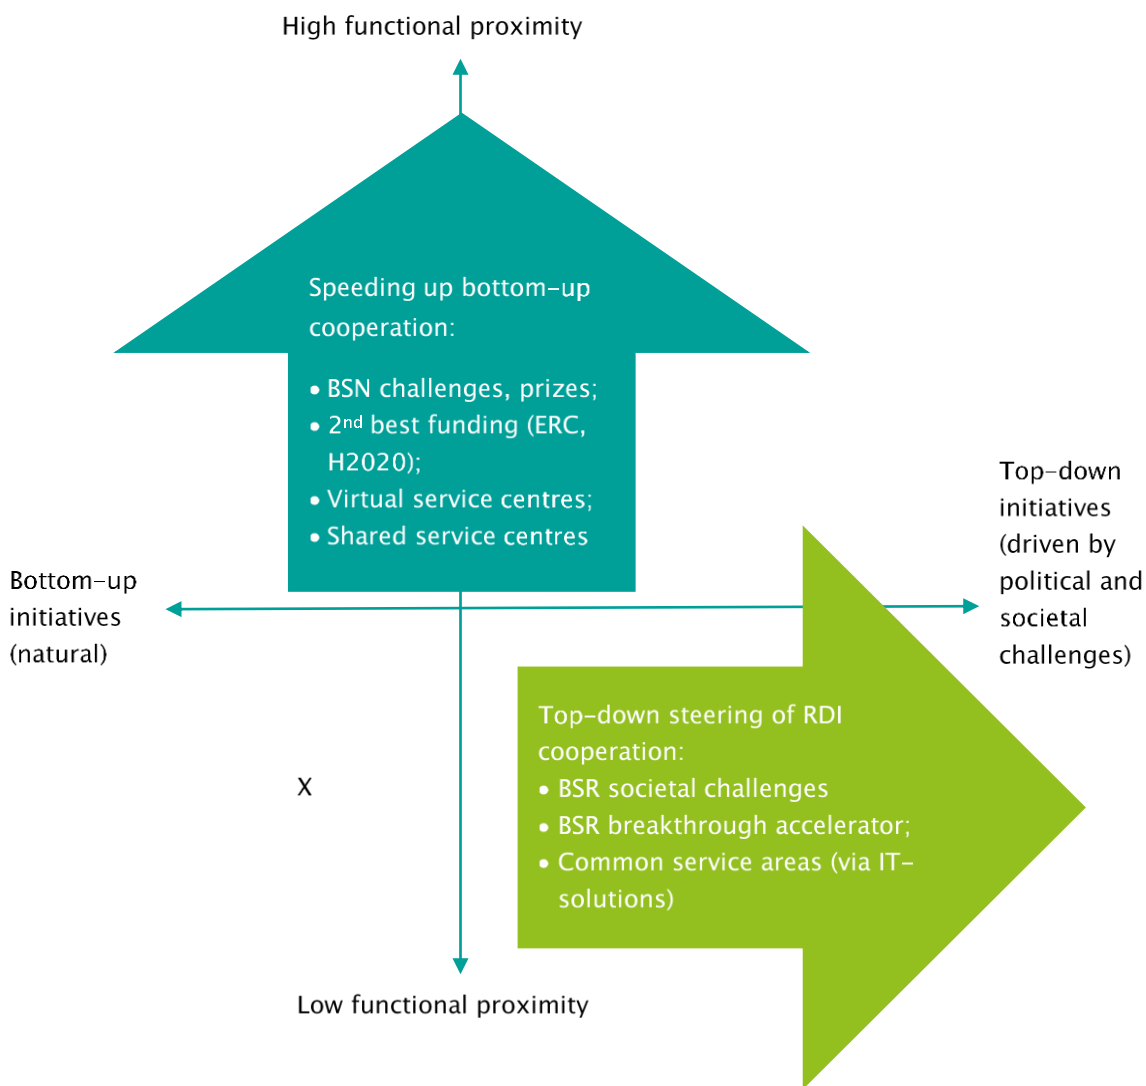 High functional proximity
Speeding up bottom-up
cooperation:
• BSN challenges, prizes;
• 2nd best funding (ERC,
H2020);
• Virtual service centres;
• Shared service centres
Top-down
initiatives
(driven by
political and
societal
challenges)
Bottom-up
initiatives
(natural)
Top-down steering of RDI
cooperation:
• BSR societal challenges
• BSR breakthrough accelerator;
• Common service areas (via IT-
solutions)
X
Low functional proximity